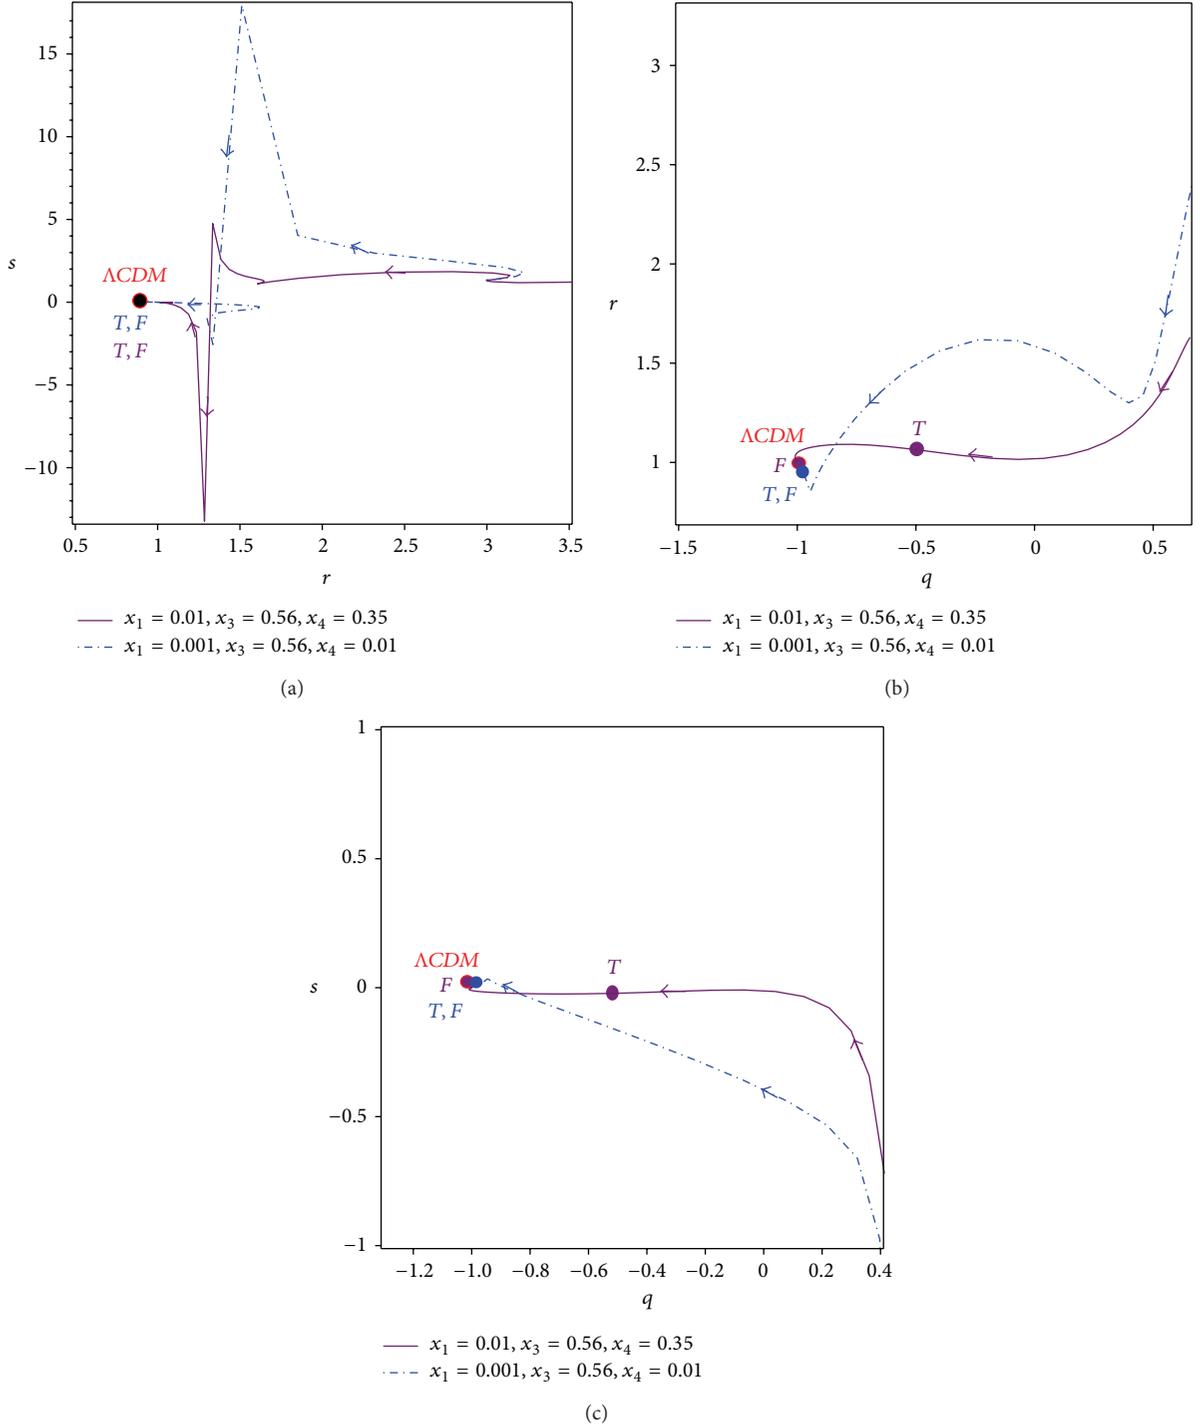 15
10
5
0
−5
−10
s
ΛCDM
T, F
T, F
0.5 1 1.5 2 2.5 3 3.5
r
x1 = 0.01, x3 = 0.56, x4 = 0.35
x1 = 0.001, x3 = 0.56, x4 = 0.01
(a)
3
2.5
2
1.5
1
r
ΛCDM
F
T, F
T
−1.5 −1 −0.5 0 0.5
q
x1 = 0.01, x3 = 0.56, x4 = 0.35
x1 = 0.001, x3 = 0.56, x4 = 0.01
(b)
1
0.5
0
−0.5
−1
s
ΛCDM
F
T, F
T
−1.2 −1.0 −0.8 −0.6 −0.4 −0.2 0 0.2 0.4
q
x1 = 0.01, x3 = 0.56, x4 = 0.35
x1 = 0.001, x3 = 0.56, x4 = 0.01
(c)